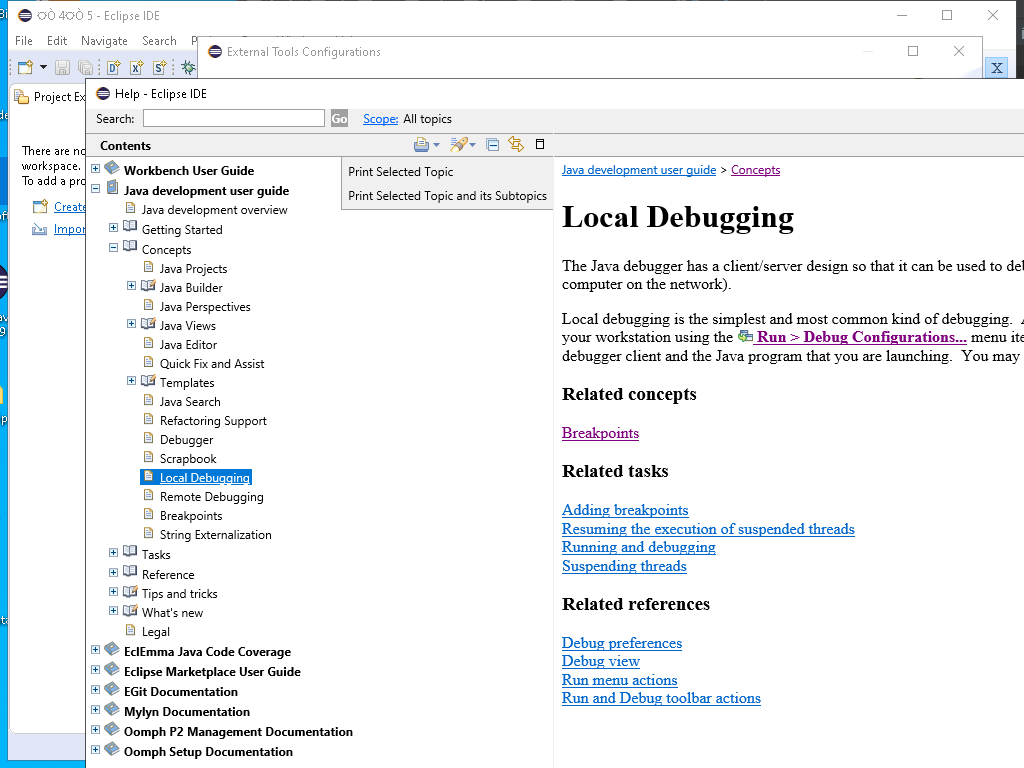 5 - Eclipse IDE
File Edit Navigate Search
External Tools Configurations
Project Ex
There are no
workspace.
To add a pro
Create
Impor
Help - Eclipse IDE
Search: Go Scope: All topics
Contents
Print Selected Topic
Print Selected Topic and its Subtopics
Workbench User Guide
Java development user guide
Java development overview
Getting Started
Concepts
Java Projects
Java Builder
Java Perspectives
Java Views
Java Editor
Quick Fix and Assist
Templates
Java Search
Refactoring Support
Debugger
Scrapbook
Local Debugging
Remote Debugging
Breakpoints
String Externalization
Tasks
Reference
Tips and tricks
What's new
Legal
EclEmma Java Code Coverage
Eclipse Marketplace User Guide
EGit Documentation
Mylyn Documentation
Oomph P2 Management Documentation
Oomph Setup Documentation
Java development user guide > Concepts
Local Debugging
The Java debugger has a client/server design so that it can be used to deb
computer on the network).
Local debugging is the simplest and most common kind of debugging.
your workstation using the Run > Debug Configurations... menu ite
debugger client and the Java program that you are launching. You may
Related concepts
Breakpoints
Related tasks
Adding breakpoints
Resuming the execution of suspended threads
Running and debugging
Suspending threads
Related references
Debug preferences
Debug view
Run menu actions
Run and Debug toolbar actions